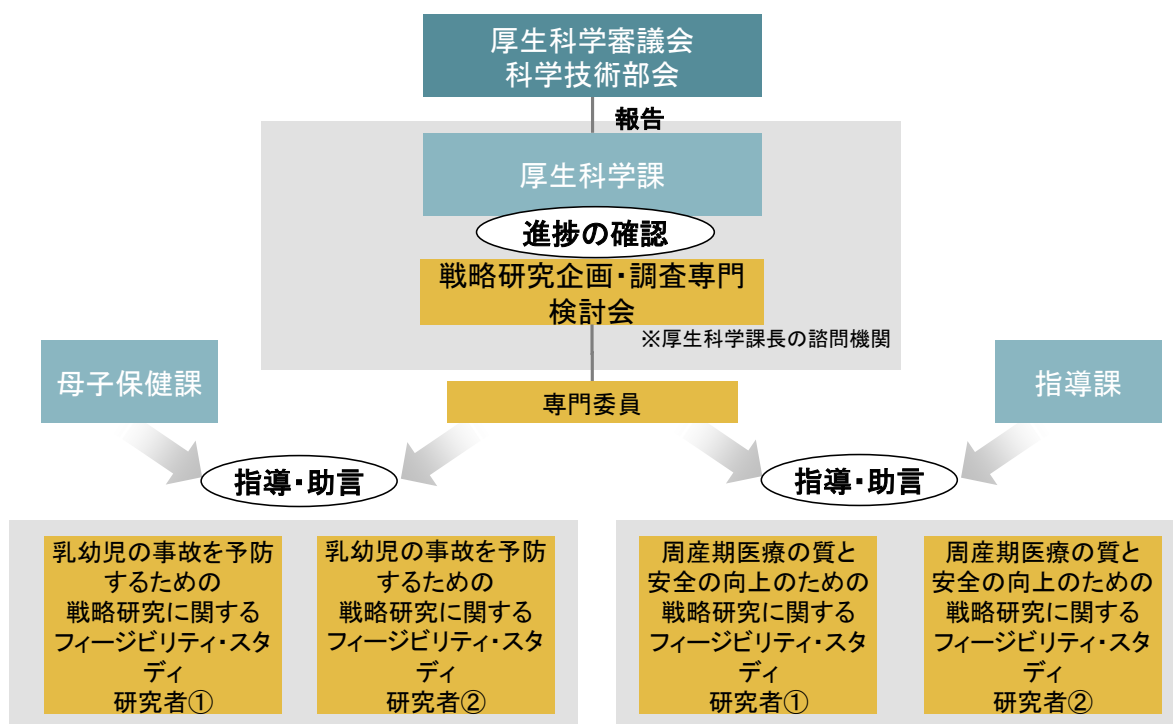 厚生科学審議会
科学技術部会
報告
厚生科学課
進捗の確認
戦略研究企画・調査専門
検討会
※厚生科学課長の諮問機関
母子保健課
専門委員
指導課
指導・助言
指導・助言
乳幼児の事故を予防
するための
戦略研究に関する
フィージビリティ・スタ
ディ
研究者①
乳幼児の事故を予防
するための
戦略研究に関する
フィージビリティ・スタ
ディ
研究者②
周産期医療の質と
安全の向上のための
戦略研究に関する
フィージビリティ・スタ
ディ
研究者①
周産期医療の質と
安全の向上のための
戦略研究に関する
フィージビリティ・スタ
ディ
研究者②